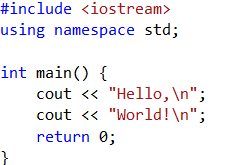 #include <iostream>
using namespace std;

int main() {
    cout << "Hello,\n";
    cout << "World!\n";
    return 0;
}